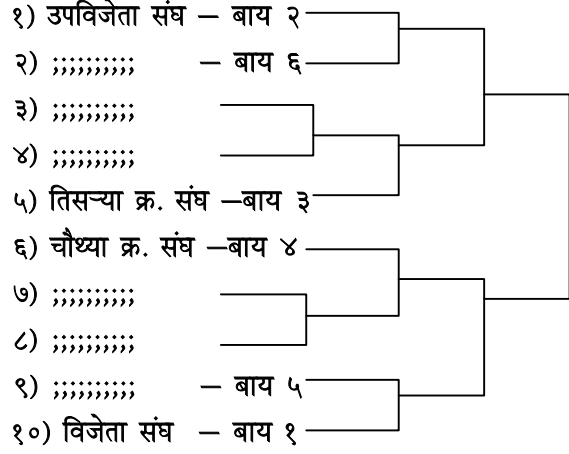 १) उपविजेता संघ – बाय २
२) ;;;;;;;;;; – बाय ६
३) ;;;;;;;;;;
४) ;;;;;;;;;;
५) तिसऱ्या क्र. संघ –बाय ३
६) चौथ्या क्र. संघ –बाय ४
७) ;;;;;;;;;;
८) ;;;;;;;;;;
९) ;;;;;;;;;; – बाय ५
१०) विजेता संघ – बाय १